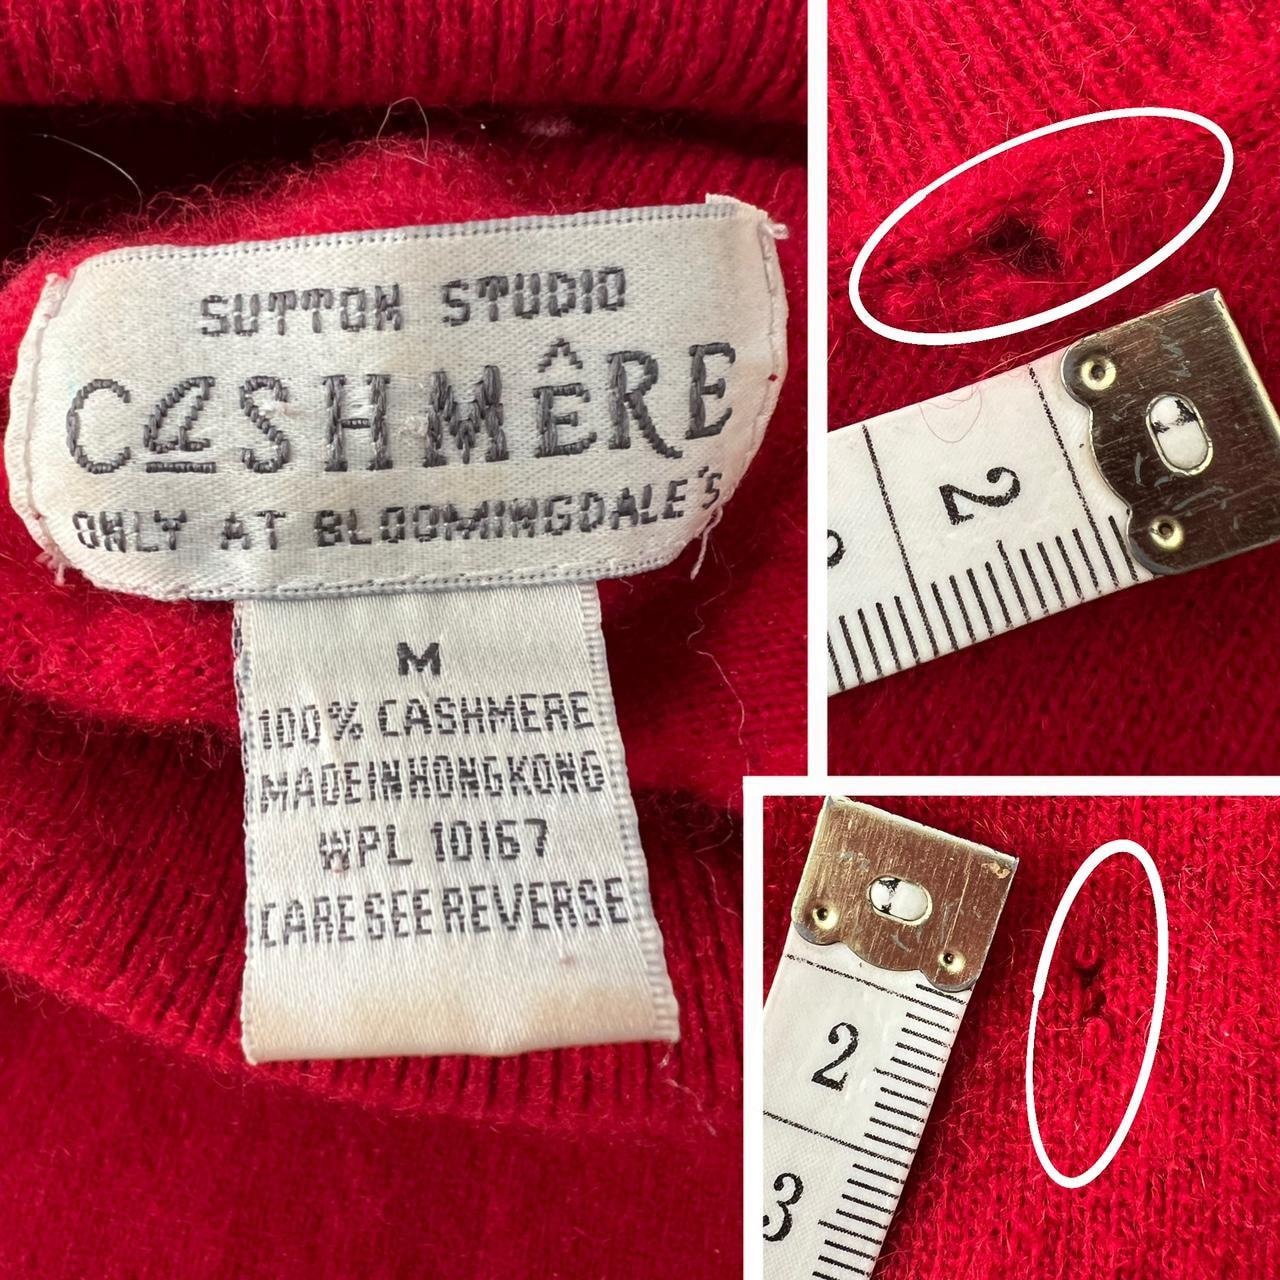 SUTTON STUDIO
CASHMÊRE
ONLY AT BLOOMINGDALE'S
M
100% CASHMERE
MADE IN HONG KONG
WPL 10167
CARE SEE REVERSE
2
2
3